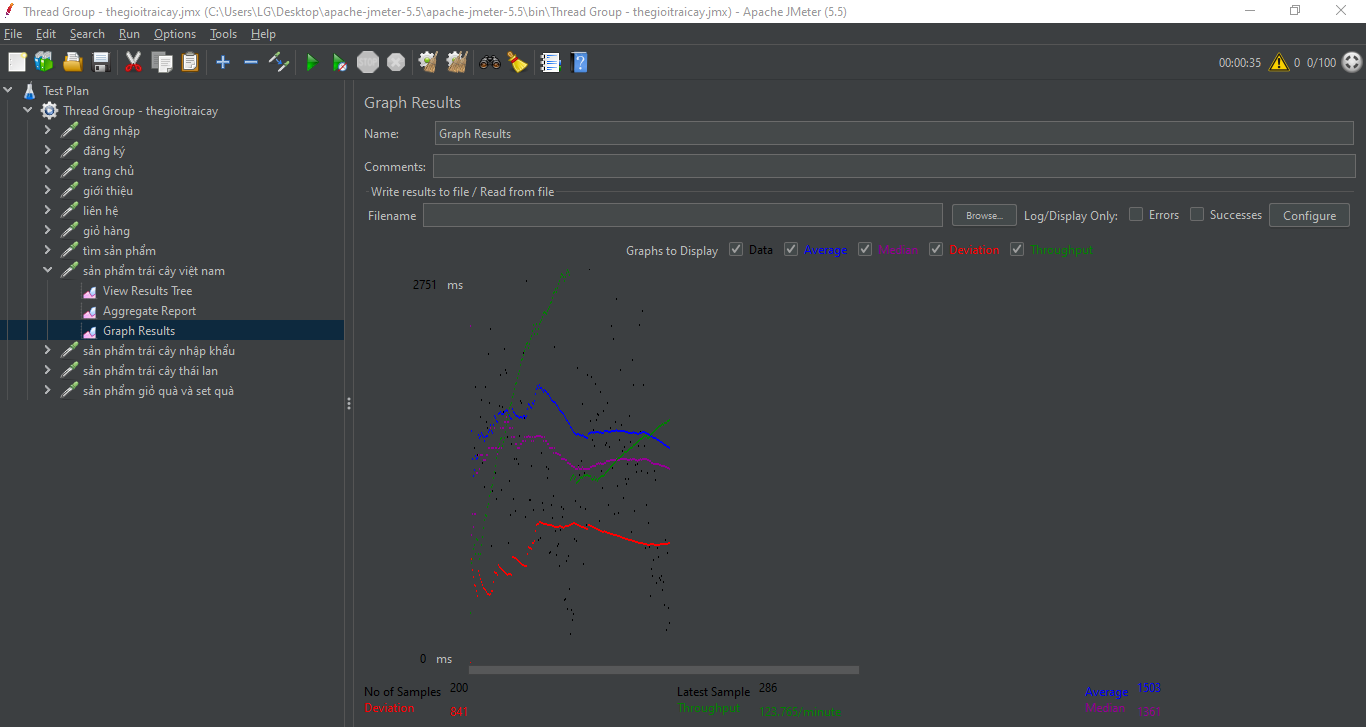 Thread Group - thegioitraicay.jmx (C:\Users\LG\Desktop\apache-jmeter-5.5\apache-jmeter-5.5\bin\Thread Group - thegioitraicay.jmx) - Apache JMeter (5.5)
File Edit Search Run Options Tools Help
STOP 00:00:35 0 0/100
Test Plan
Thread Group - thegioitraicay
đăng nhập
đăng ký
trang chủ
giới thiệu
liên hệ
giỏ hàng
tìm sản phẩm
sản phẩm trái cây việt nam
View Results Tree
Aggregate Report
Graph Results
sản phẩm trái cây nhập khẩu
sản phẩm trái cây thái lan
sản phẩm giỏ quà và set quà
Graph Results
Name: Graph Results
Comments:
Write results to file / Read from file
Filename Browse... Log/Display Only: Errors Successes Configure
Graphs to Display Data Average Median Deviation Throughput
2751 ms
0 ms
No of Samples 200 Latest Sample 286 Average 1503
Deviation 841 Throughput 123.765/minute Median